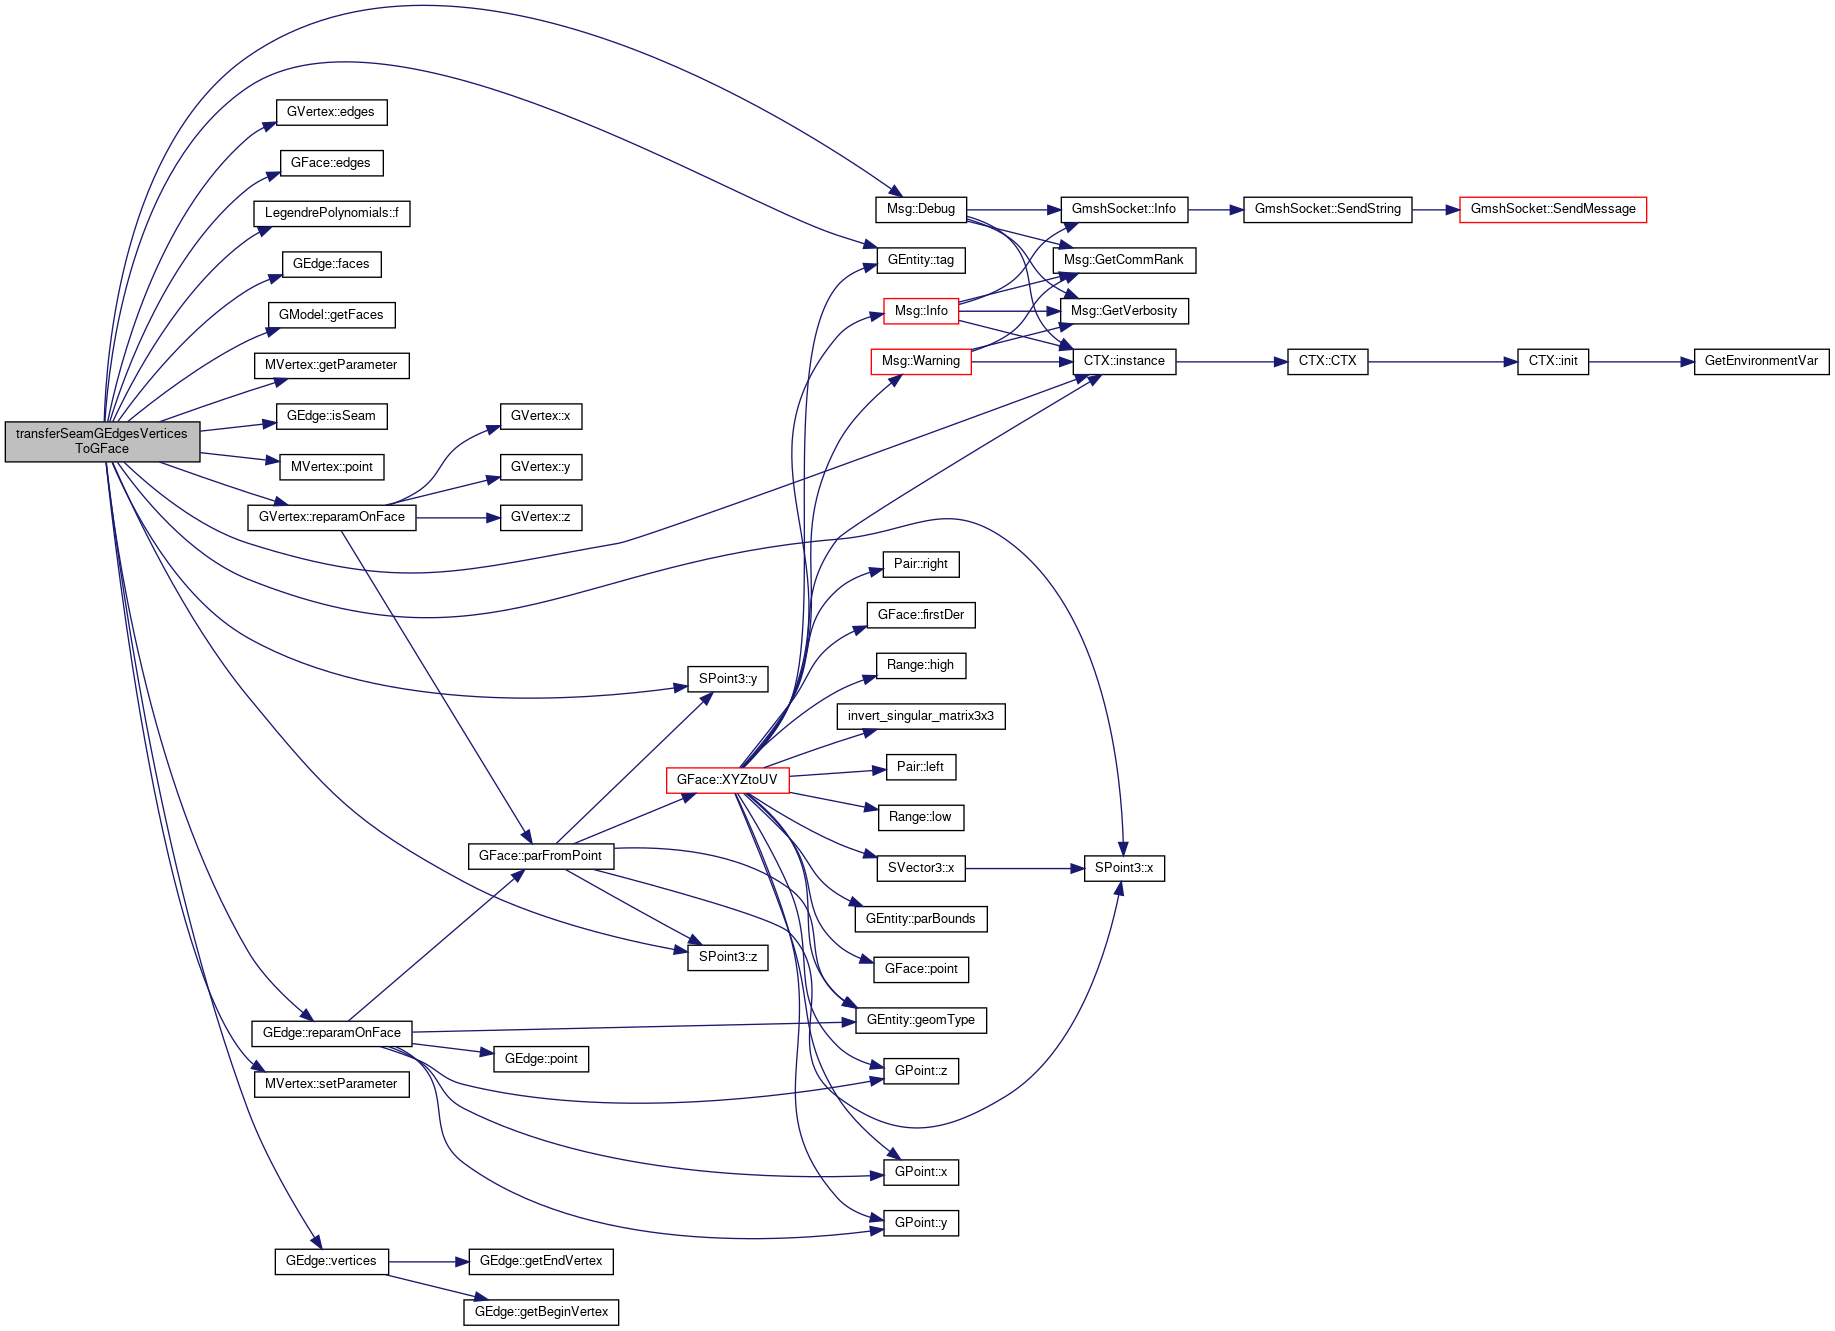 transferSeamGEdgesVertices
ToGFace
GVertex::edges
GFace::edges
LegendrePolynomials::f
GEdge::faces
GModel::getFaces
MVertex::getParameter
GEdge::isSeam
MVertex::point
GVertex::reparamOnFace
GVertex::x
GVertex::y
GVertex::z
GFace::parFromPoint
GEdge::reparamOnFace
GEdge::point
MVertex::setParameter
GEdge::vertices
GEdge::getEndVertex
GEdge::getBeginVertex
SPoint3::y
GFace::XYZtoUV
SPoint3::z
Msg::Debug
GEntity::tag
Msg::Info
Msg::Warning
Pair::right
GFace::firstDer
Range::high
invert_singular_matrix3x3
Pair::left
Range::low
SVector3::x
GEntity::parBounds
GFace::point
GEntity::geomType
GPoint::z
GPoint::x
GPoint::y
GmshSocket::Info
Msg::GetCommRank
Msg::GetVerbosity
CTX::instance
SPoint3::x
GmshSocket::SendString
CTX::CTX
GmshSocket::SendMessage
CTX::init
GetEnvironmentVar